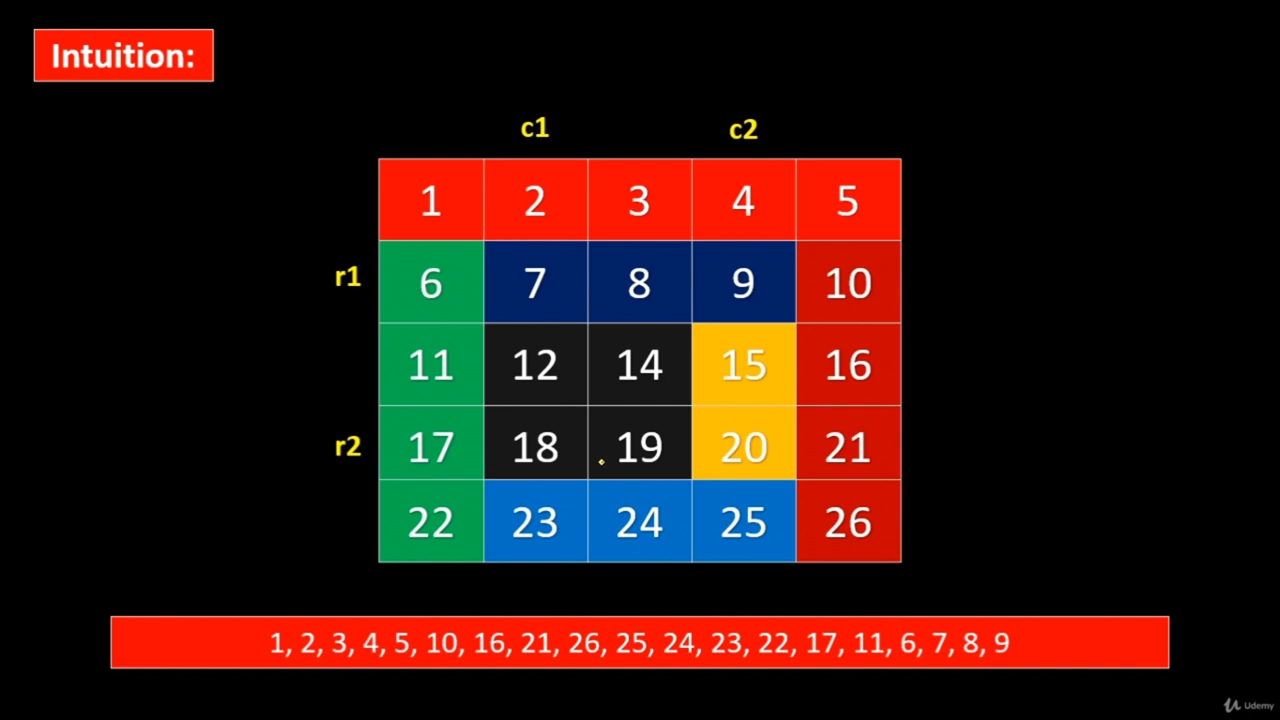 Intuition:
c1 c2
1 2 3 4 5
r1 6 7 8 9 10
11 12 14 15 16
r2 17 18 19 20 21
22 23 24 25 26
1, 2, 3, 4, 5, 10, 16, 21, 26, 25, 24, 23, 22, 17, 11, 6, 7, 8, 9
Udemy